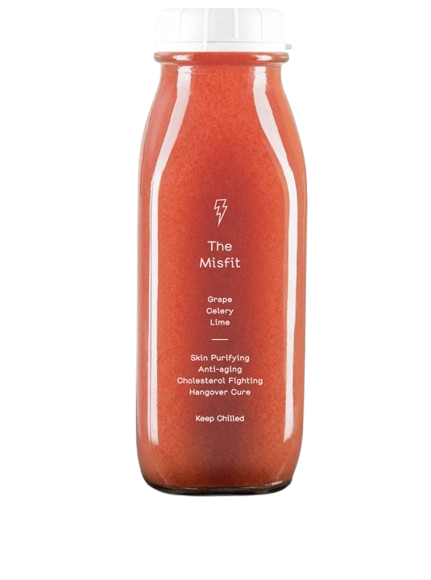 The
Misfit
Grape
Celery
Lime
Skin Purifying
Anti-aging
Cholesterol Fighting
Hangover Cure
Keep Chilled